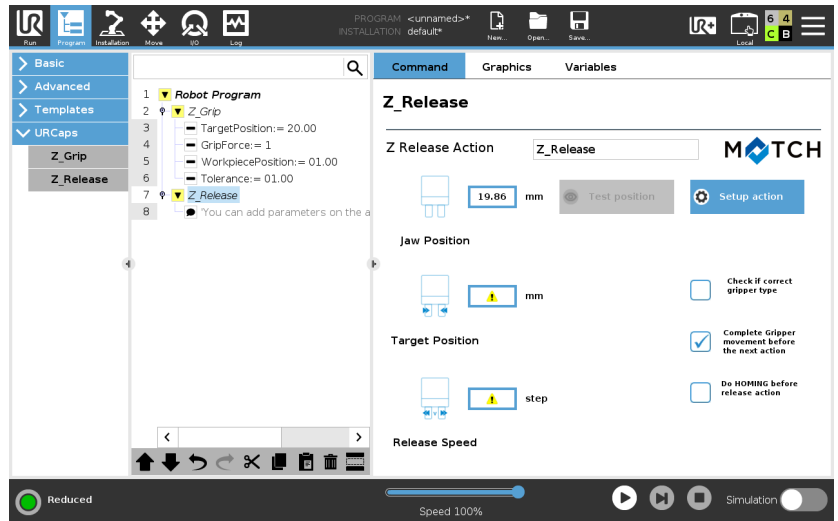 PROGRAM <unnamed>*
INSTALLATION default*
Run
Program
Installation
Move
I/O
Log
New...
Open...
Save...
UR+
Local
6 4
C B
Basic
Advanced
Templates
URCaps
Z_Grip
Z_Release
1 Robot Program
2 Z_Grip
3 TargetPosition:= 20.00
4 GripForce:= 1
5 WorkpiecePosition:= 01.00
6 Tolerance:= 01.00
7 Z_Release
8 'You can add parameters on the a
Command Graphics Variables
Z_Release
Z Release Action Z_Release
MATCH
19.86 mm Test position Setup action
Jaw Position
mm
Target Position
step
Release Speed
Check if correct
gripper type
Complete Gripper
movement before
the next action
Do HOMING before
release action
Reduced
Speed 100%
Simulation